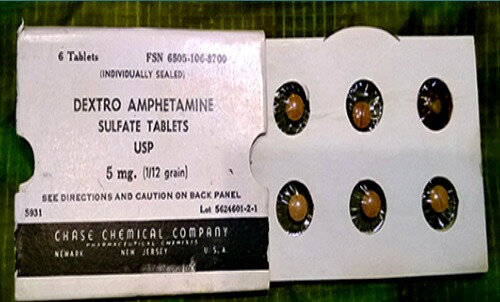 6 Tablets FSN 6505-106-8700
(INDIVIDUALLY SEALED)
DEXTRO AMPHETAMINE
SULFATE TABLETS
USP
5 mg. (1/12 grain)
SEE DIRECTIONS AND CAUTION ON BACK PANEL
S931 Lot 5624601-2-1
CHASE CHEMICAL COMPANY
PHARMACEUTICAL CHEMISTS
NEWARK NEW JERSEY U.S.A.